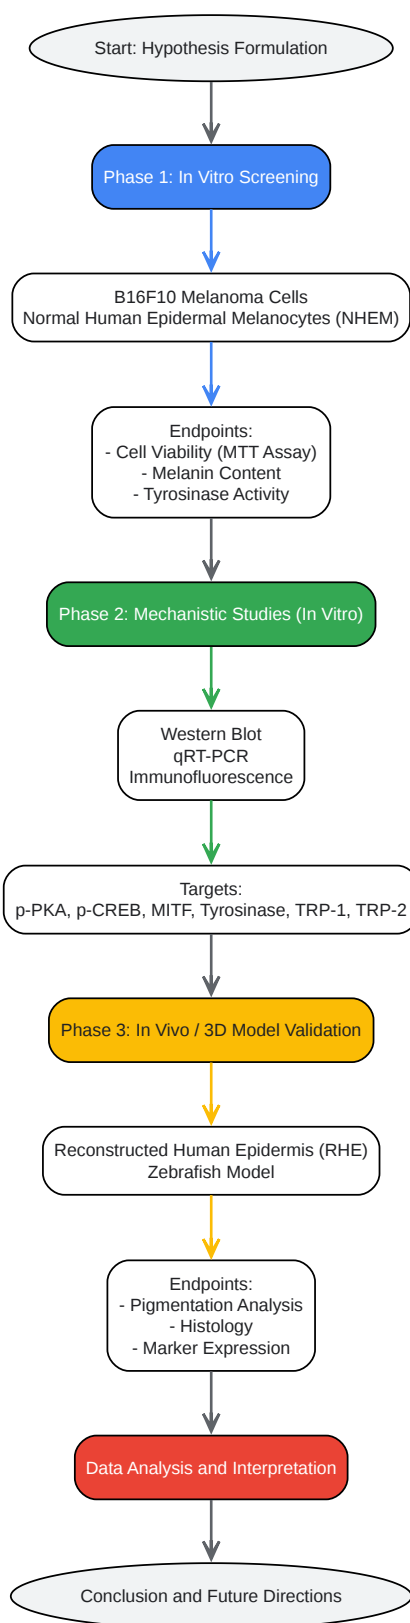 Start: Hypothesis Formulation
Phase 1: In Vitro Screening
B16F10 Melanoma Cells
Normal Human Epidermal Melanocytes (NHEM)
Endpoints:
- Cell Viability (MTT Assay)
- Melanin Content
- Tyrosinase Activity
Phase 2: Mechanistic Studies (In Vitro)
Western Blot
qRT-PCR
Immunofluorescence
Targets:
p-PKA, p-CREB, MITF, Tyrosinase, TRP-1, TRP-2
Phase 3: In Vivo / 3D Model Validation
Reconstructed Human Epidermis (RHE)
Zebrafish Model
Endpoints:
- Pigmentation Analysis
- Histology
- Marker Expression
Data Analysis and Interpretation
Conclusion and Future Directions